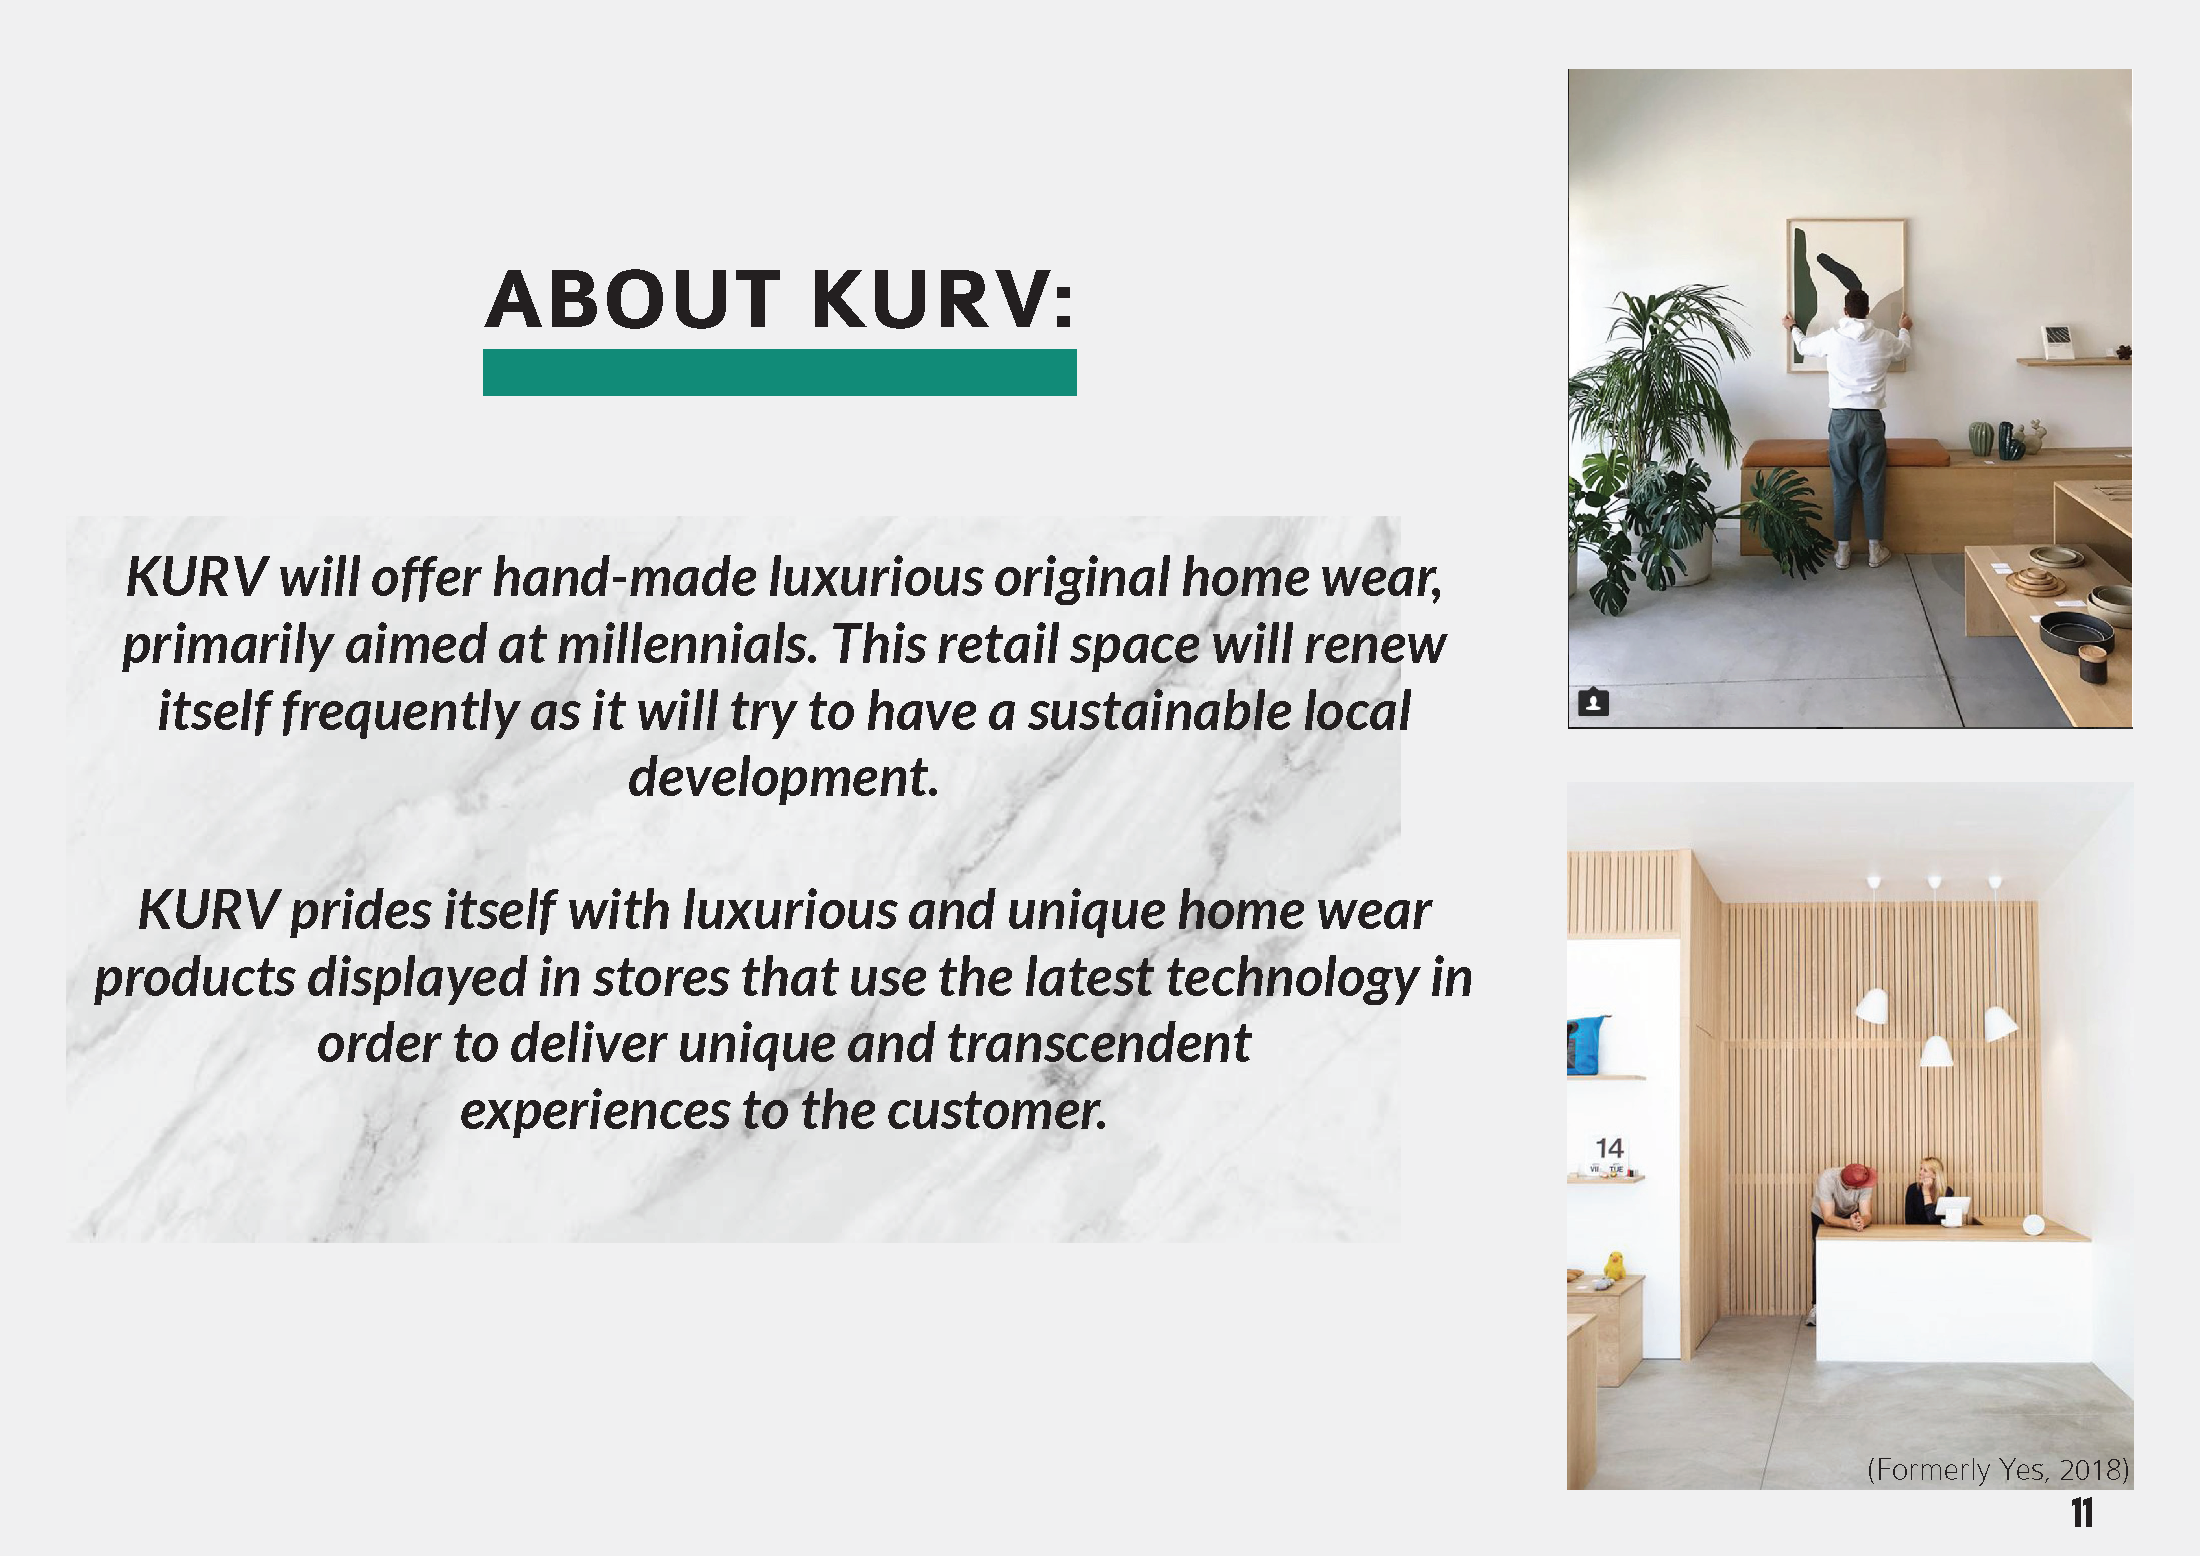 ABOUT KURV:
KURV will offer hand-made luxurious original home wear,
primarily aimed at millennials. This retail space will renew
itself frequently as it will try to have a sustainable local
development.
KURV prides itself with luxurious and unique home wear
products displayed in stores that use the latest technology in
order to deliver unique and transcendent
experiences to the customer.
14
VII TUE
(Formerly Yes, 2018)
11